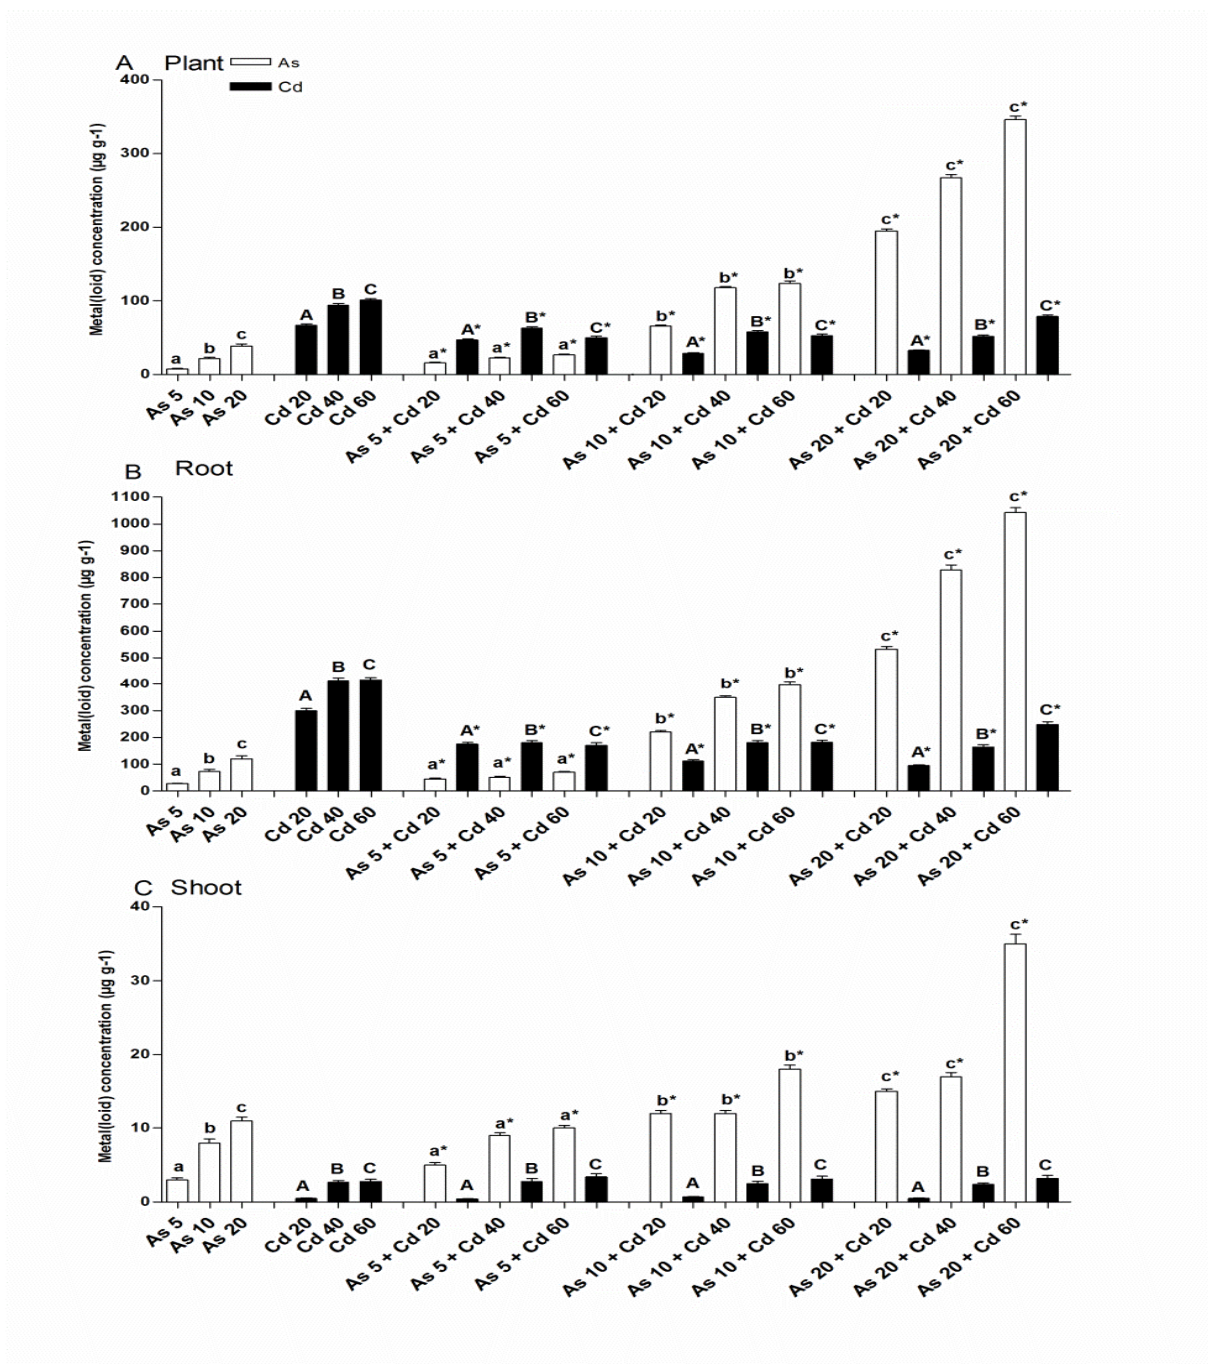 A Plant As
Cd
400
300
200
100
0
Metal(loid) concentration (µg g-1)
a b c A B C a* A* a* B* a* C* b* A* b* B* b* C* c* A* c* B* c* C*
As 5 As 10 As 20 Cd 20 Cd 40 Cd 60 As 5 + Cd 20 As 5 + Cd 40 As 5 + Cd 60 As 10 + Cd 20 As 10 + Cd 40 As 10 + Cd 60 As 20 + Cd 20 As 20 + Cd 40 As 20 + Cd 60
B Root
1100
1000
900
800
700
600
500
400
300
200
100
0
Metal(loid) concentration (µg g-1)
a b c A B C a* A* a* B* a* C* b* A* b* B* b* C* c* A* c* B* c* C*
As 5 As 10 As 20 Cd 20 Cd 40 Cd 60 As 5 + Cd 20 As 5 + Cd 40 As 5 + Cd 60 As 10 + Cd 20 As 10 + Cd 40 As 10 + Cd 60 As 20 + Cd 20 As 20 + Cd 40 As 20 + Cd 60
C Shoot
40
30
20
10
0
Metal(loid) concentration (µg g-1)
a b c A B C a* A a* B a* C b* A b* B b* C c* A c* B c* C
As 5 As 10 As 20 Cd 20 Cd 40 Cd 60 As 5 + Cd 20 As 5 + Cd 40 As 5 + Cd 60 As 10 + Cd 20 As 10 + Cd 40 As 10 + Cd 60 As 20 + Cd 20 As 20 + Cd 40 As 20 + Cd 60